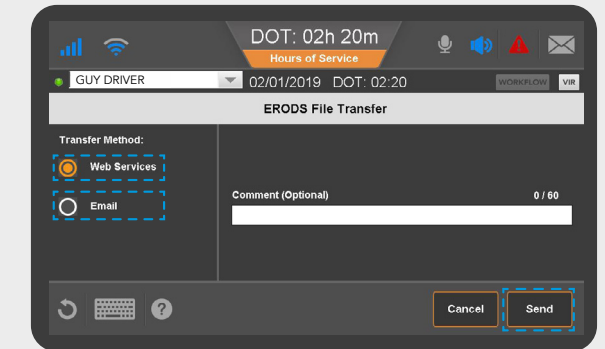 DOT: 02h 20m
Hours of Service
GUY DRIVER
02/01/2019 DOT: 02:20
WORKFLOW
VIR
ERODS File Transfer
Transfer Method:
Web Services
Email
Comment (Optional)
0 / 60
?
Cancel
Send